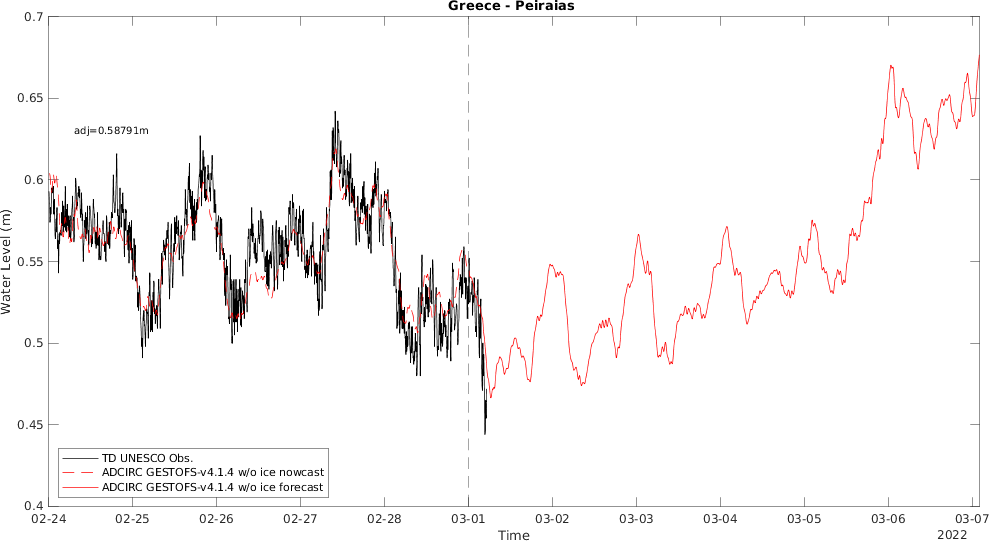 Greece - Peiraias
0.7
0.65
adj=0.58791m
0.6
0.55
Water Level (m)
0.5
0.45
TD UNESCO Obs.
ADCIRC GESTOFS-v4.1.4 w/o ice nowcast
ADCIRC GESTOFS-v4.1.4 w/o ice forecast
0.4
02-24 02-25 02-26 02-27 02-28 03-01 03-02 03-03 03-04 03-05 03-06 03-07
Time
2022